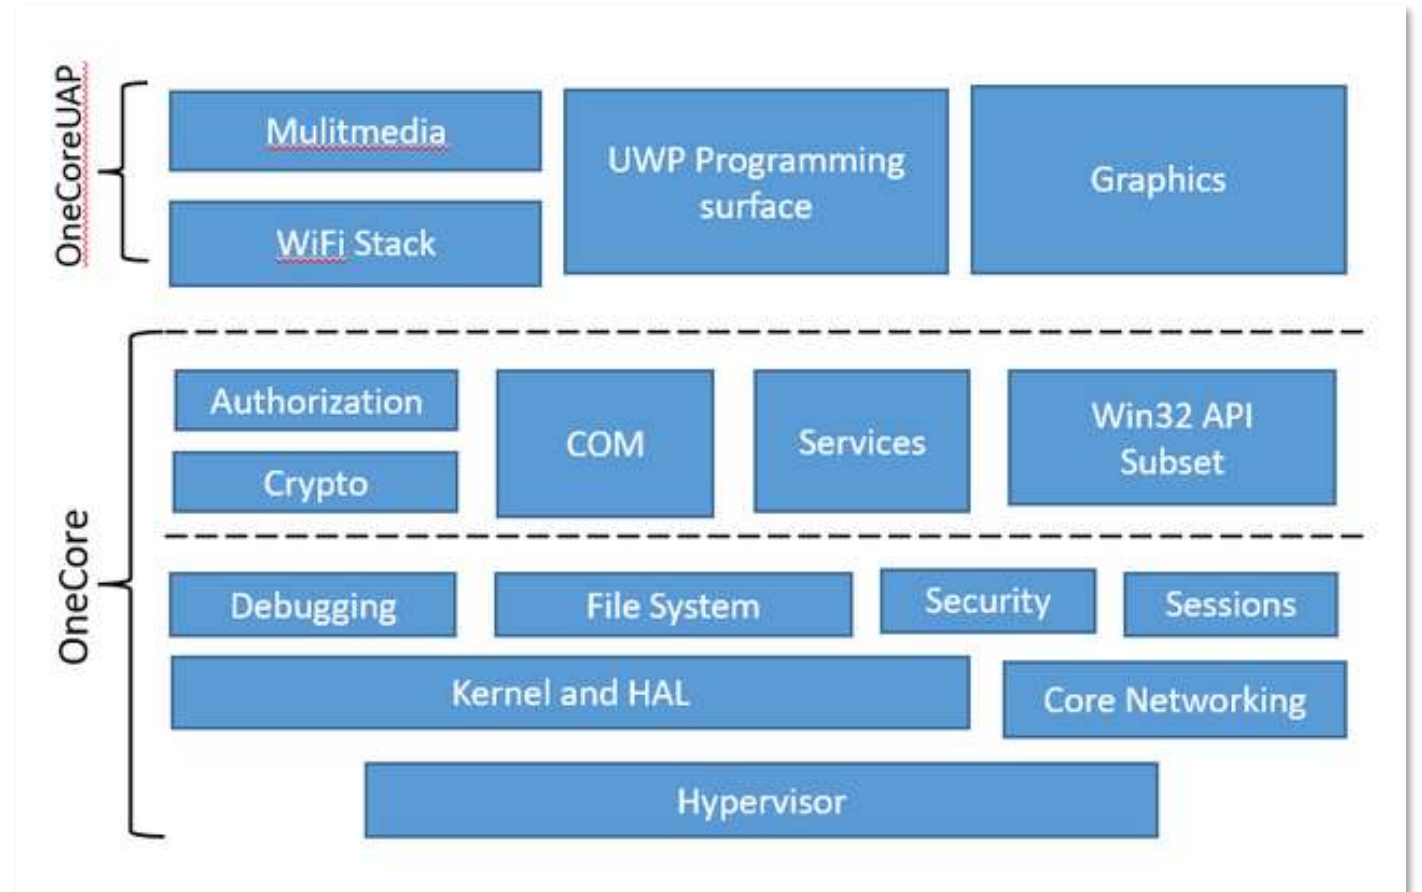 OneCoreUAP
Mulitmedia
WiFi Stack
UWP Programming
surface
Graphics
OneCore
Authorization
Crypto
COM
Services
Win32 API
Subset
Debugging
File System
Security
Sessions
Kernel and HAL
Core Networking
Hypervisor